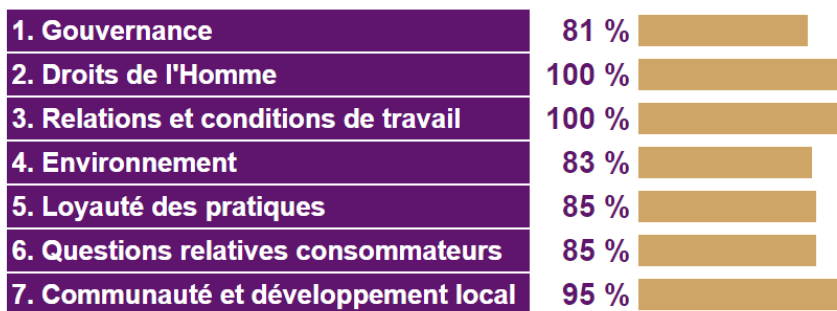 1. Gouvernance 81 %
2. Droits de l'Homme 100 %
3. Relations et conditions de travail 100 %
4. Environnement 83 %
5. Loyauté des pratiques 85 %
6. Questions relatives consommateurs 85 %
7. Communauté et développement local 95 %